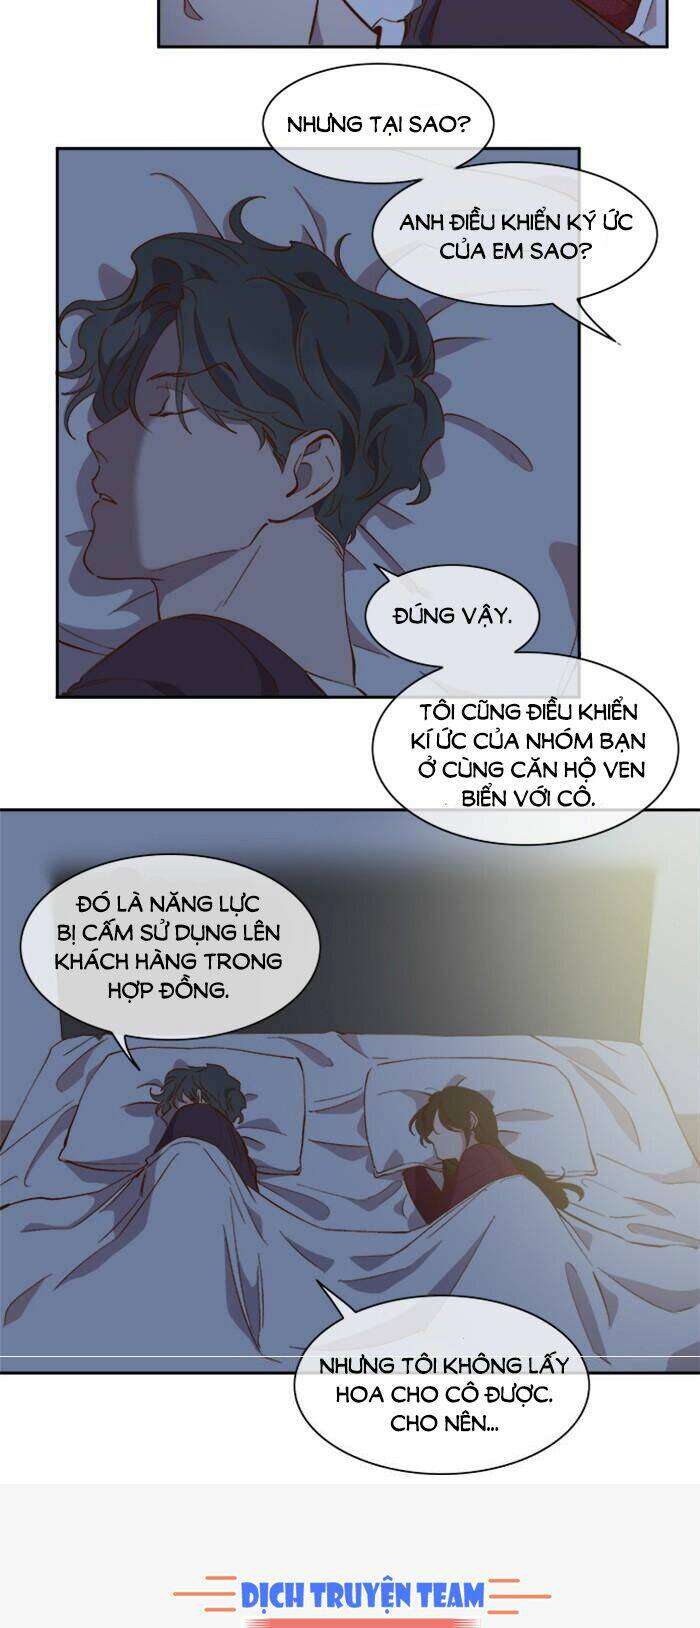 NHƯNG TẠI SAO?
ANH ĐIỀU KHIỂN KÝ ỨC
CỦA EM SAO?
ĐÚNG VẬY.
TÔI CŨNG ĐIỀU KHIỂN
KÍ ỨC CỦA NHÓM BẠN
Ở CÙNG CĂN HỘ VEN
BIỂN VỚI CÔ.
ĐÓ LÀ NĂNG LỰC
BỊ CẤM SỬ DỤNG LÊN
KHÁCH HÀNG TRONG
HỢP ĐỒNG.
NHƯNG TÔI KHÔNG LẤY
HOA CHO CÔ ĐƯỢC.
CHO NÊN...
DỊCH TRUYỆN TEAM